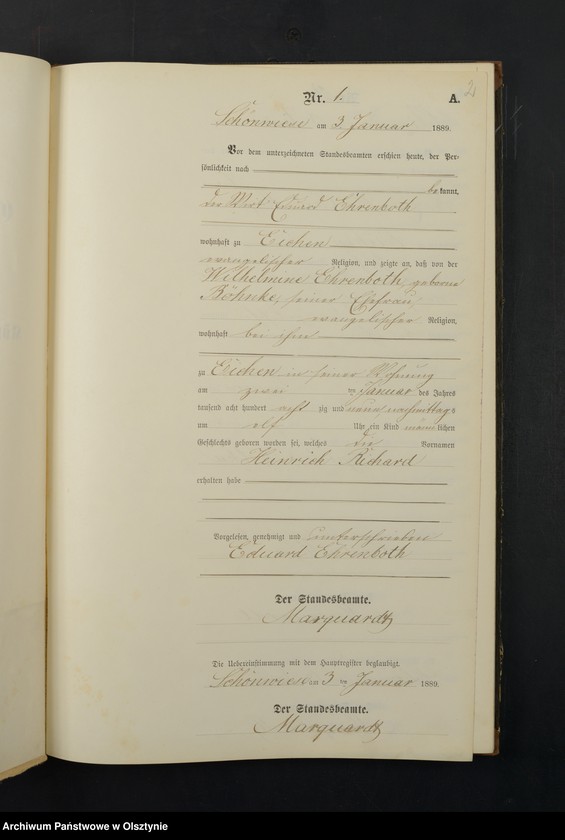 2
Nr. 1. A.
Schönwiese am 3. Januar 1889.
Vor dem unterzeichneten Standesbeamten erschien heute, der Per-
sönlichkeit nach
bekannt,
der Wirt Eduard Ehrenboth
wohnhaft zu Eichen
evangelischer Religion, und zeigte an, daß von der
Wilhelmine Ehrenboth, geborene
Böhnke, seiner Ehefrau
evangelischer Religion,
wohnhaft bei ihm
zu Eichen in seiner Wohnung
am zwei ten Januar des Jahres
tausend acht hundert acht zig und neun nachmittags
um elf Uhr ein Kind männlichen
Geschlechts geboren worden sei, welches die Vornamen
Heinrich Richard
erhalten habe
Vorgelesen, genehmigt und unterschrieben
Eduard Ehrenboth
Der Standesbeamte.
Marquardt
Die Uebereinstimmung mit dem Hauptregister beglaubigt.
Schönwiese am 3 ten Januar 1889.
Der Standesbeamte.
Marquardt
Archiwum Państwowe w Olsztynie